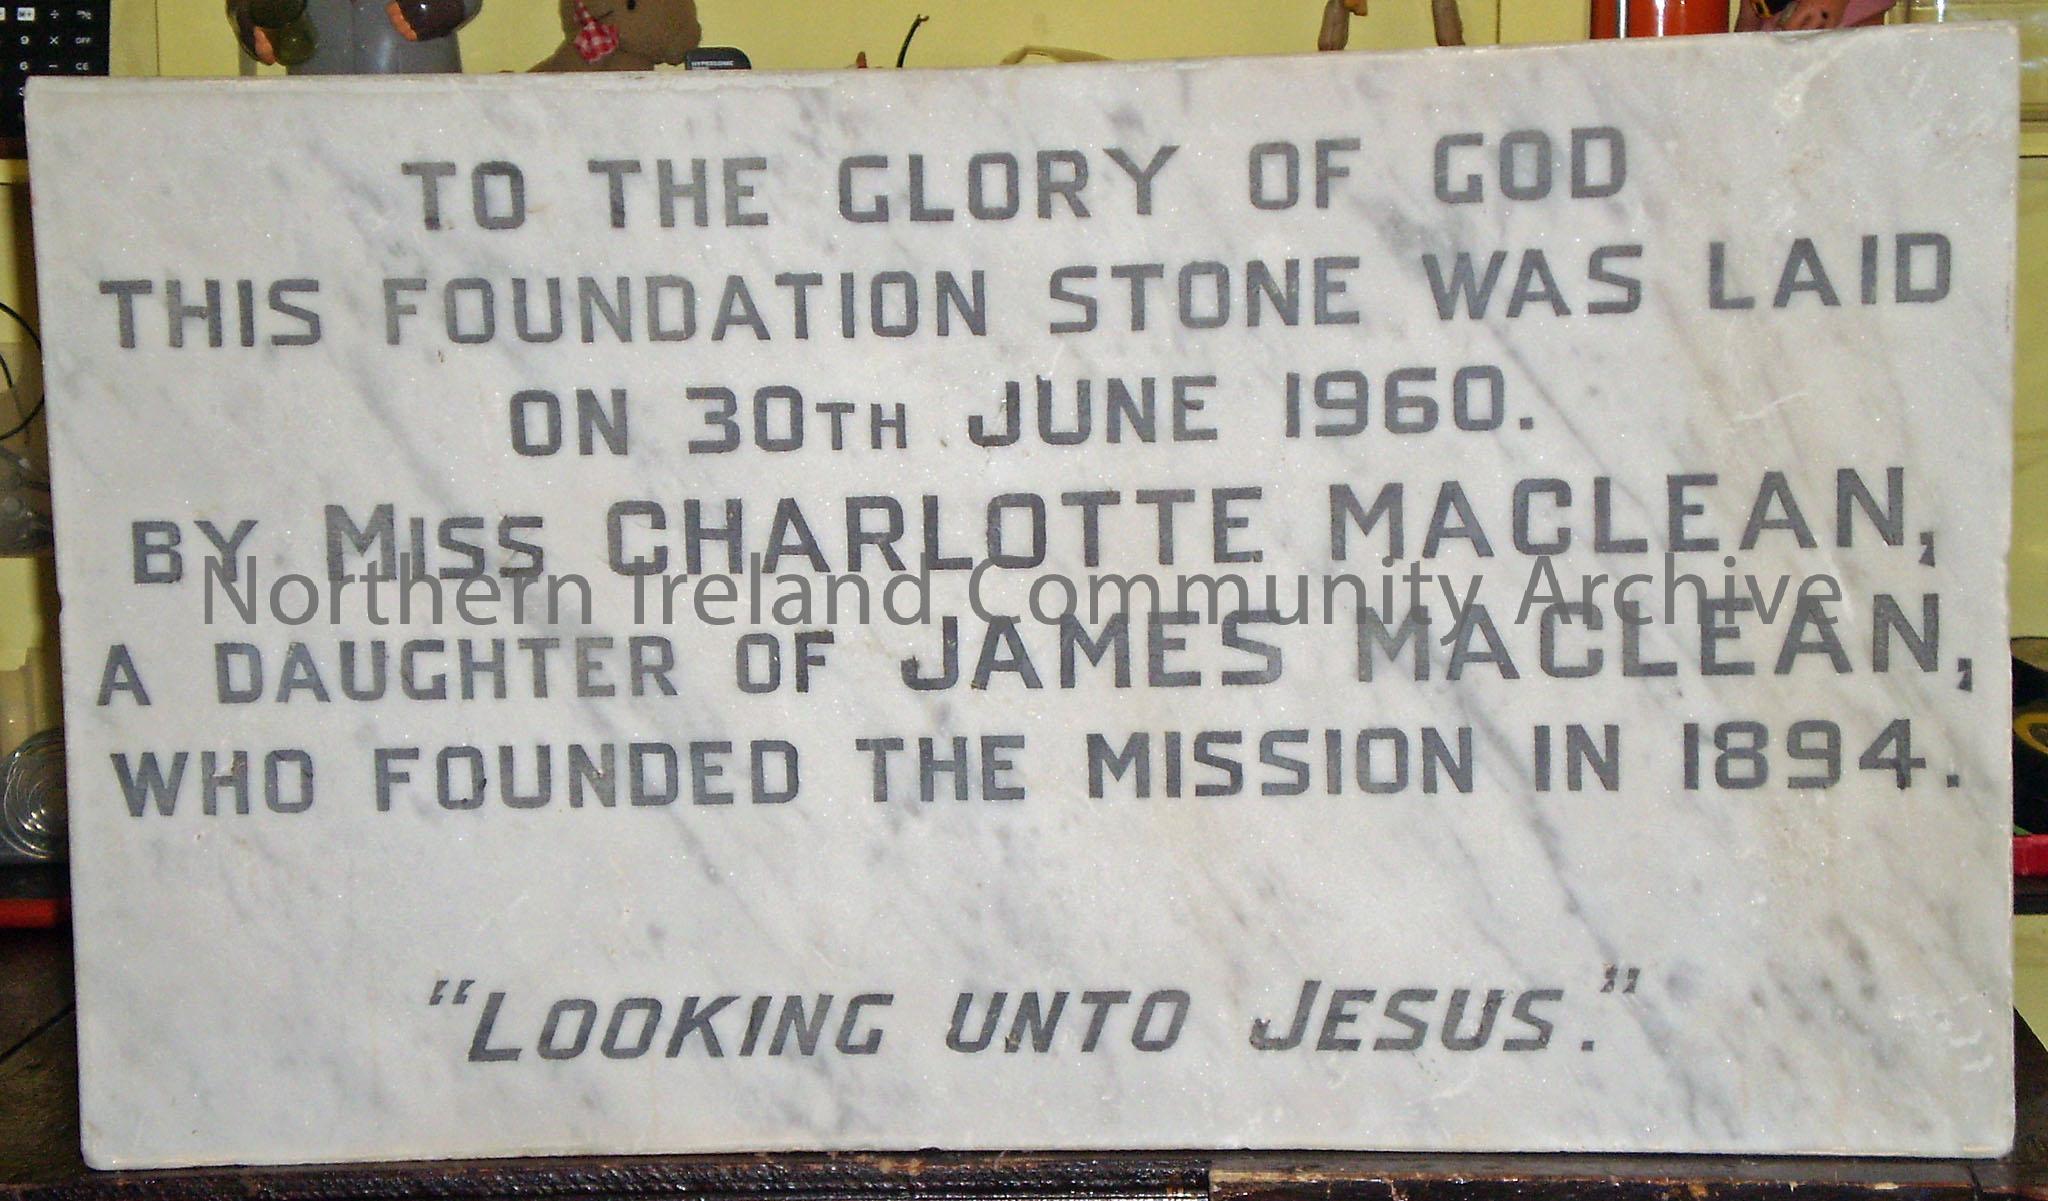 TO THE GLORY OF GOD
THIS FOUNDATION STONE WAS LAID
ON 30TH JUNE 1960.
BY MISS CHARLOTTE MACLEAN,
Northern Ireland Community Archive
A DAUGHTER OF JAMES MACLEAN,
WHO FOUNDED THE MISSION IN 1894.
"LOOKING UNTO JESUS."